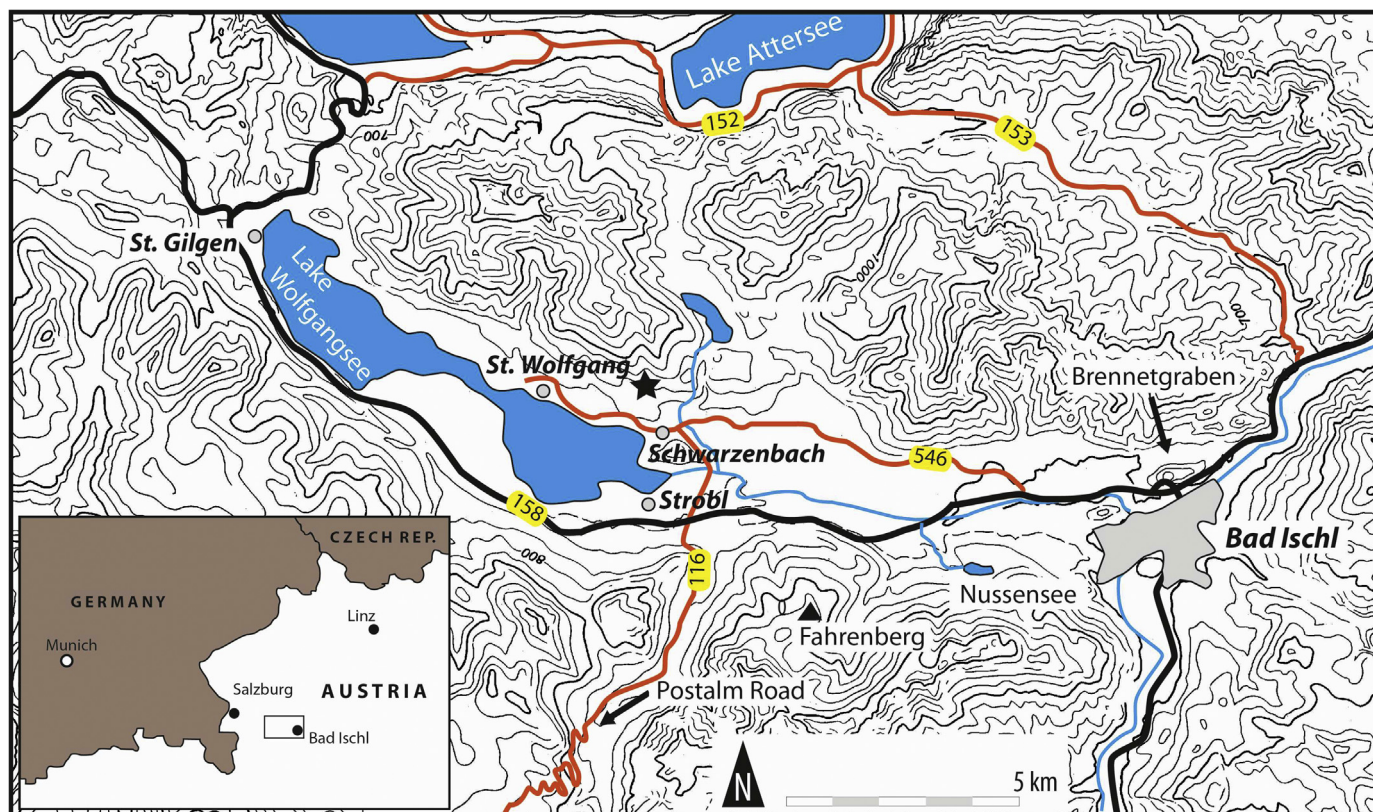 Lake Attersee
152
153
700
St. Gilgen
Lake
Wolfgangsee
1000
700
St. Wolfgang
Brennetgraben
Schwarzenbach
546
Strobl
158
Bad Ischl
800
116
Nussensee
Fahrenberg
Postalm Road
N
5 km
CZECH REP.
GERMANY
Linz
Munich
Salzburg
AUSTRIA
Bad Ischl